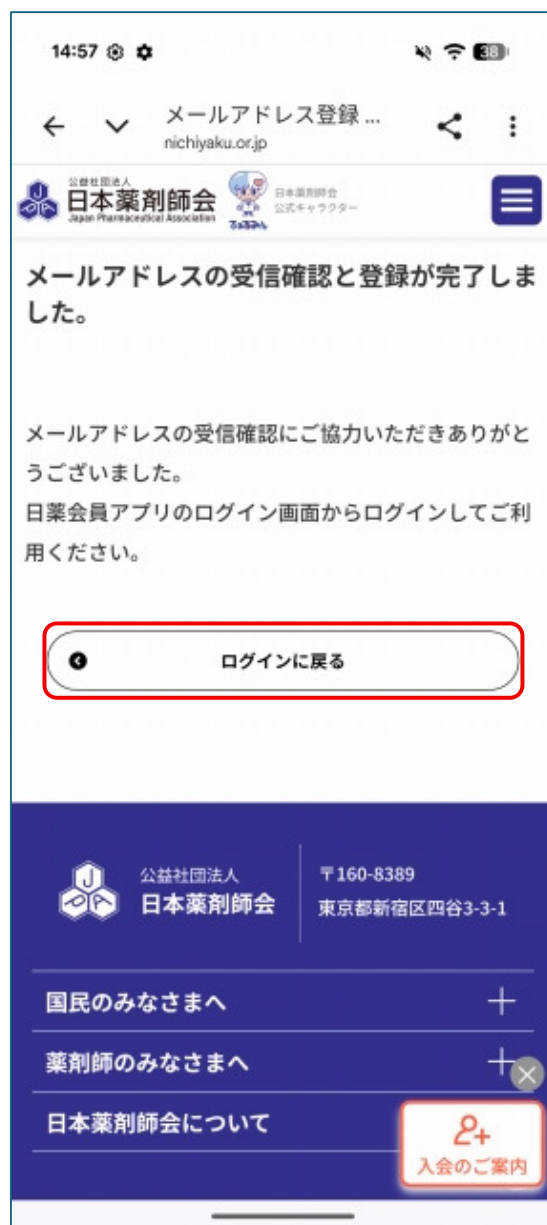 14:57
38
メールアドレス登録 ...
nichiyaku.or.jp
公益社団法人
日本薬剤師会
Japan Pharmaceutical Association
日本薬剤師会
公式キャラクター
メールアドレスの受信確認と登録が完了しま
した。
メールアドレスの受信確認にご協力いただきありがと
うございました。
日薬会員アプリのログイン画面からログインしてご利
用ください。
ログインに戻る
公益社団法人
日本薬剤師会
〒160-8389
東京都新宿区四谷3-3-1
国民のみなさまへ
薬剤師のみなさまへ
日本薬剤師会について
入会のご案内